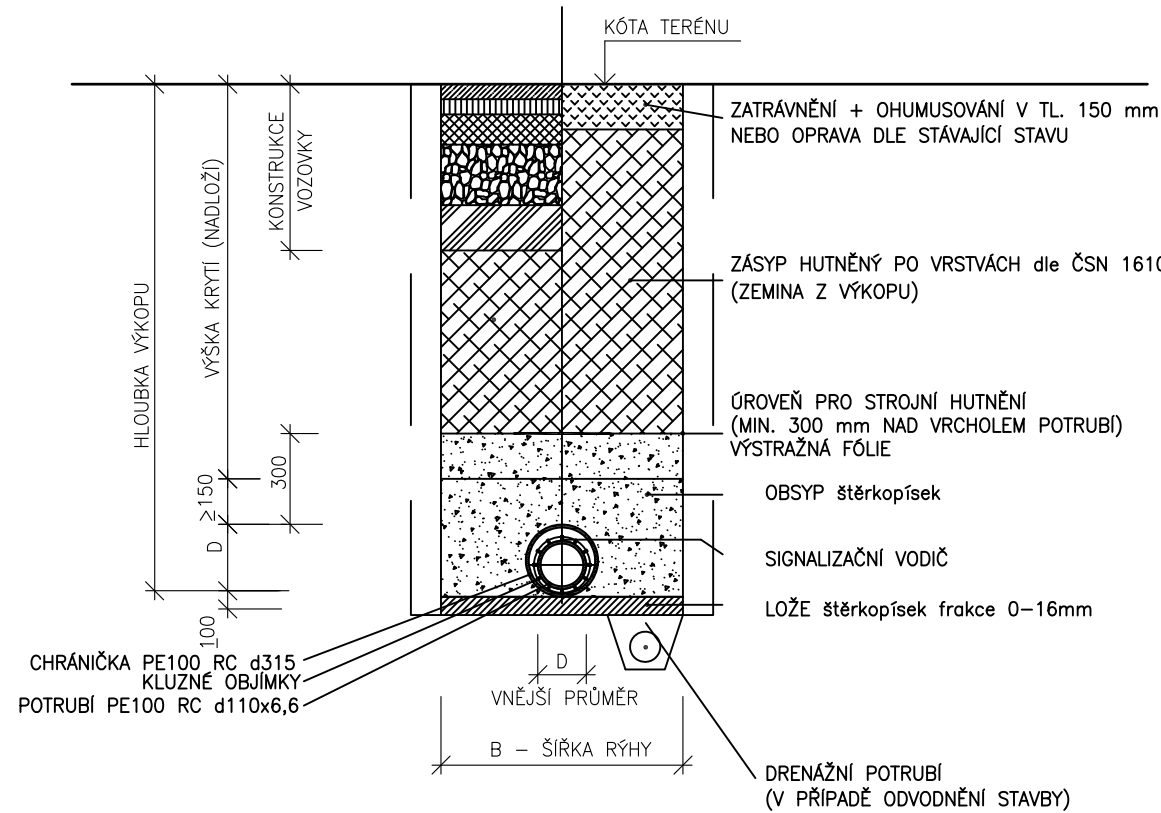 KÓTA TERÉNU
ZATRÁVNĚNÍ + OHUMUSOVÁNÍ V TL. 150 mm
NEBO OPRAVA DLE STÁVAJÍCÍ STAVU
KONSTRUKCE
VOZOVKY
VÝŠKA KRYTÍ (NADLOŽÍ)
HLOUBKA VÝKOPU
ZÁSYP HUTNĚNÝ PO VRSTVÁCH dle ČSN 1610
(ZEMINA Z VÝKOPU)
ÚROVEŇ PRO STROJNÍ HUTNĚNÍ
(MIN. 300 mm NAD VRCHOLEM POTRUBÍ)
VÝSTRAŽNÁ FÓLIE
300
≥150
D
100
OBSYP štěrkopísek
SIGNALIZAČNÍ VODIČ
LOŽE štěrkopísek frakce 0-16mm
CHRÁNIČKA PE100 RC d315
KLUZNÉ OBJÍMKY
POTRUBÍ PE100 RC d110x6,6
D
VNĚJŠÍ PRŮMĚR
B - ŠÍŘKA RÝHY
DRENÁŽNÍ POTRUBÍ
(V PŘÍPADĚ ODVODNĚNÍ STAVBY)